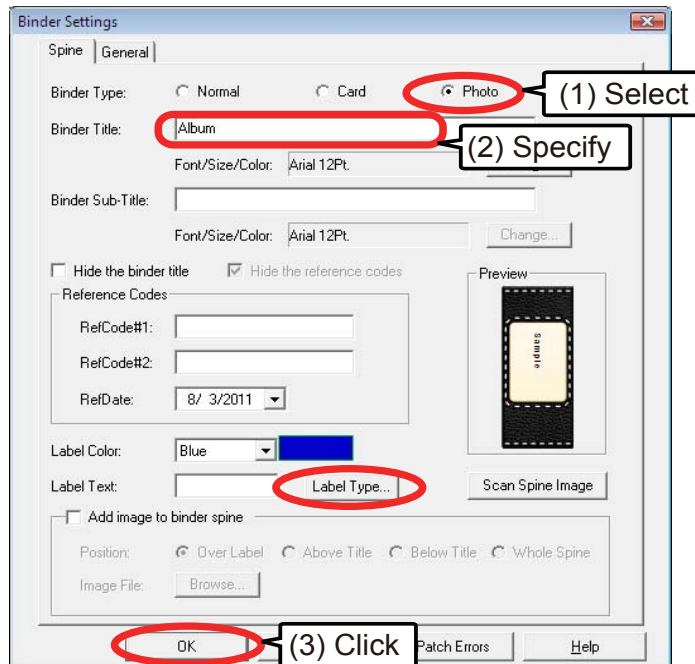 Binder Settings
Spine General
Binder Type: Normal Card Photo (1) Select
Binder Title: Album
(2) Specify
Font/Size/Color: Arial 12Pt.
Binder Sub-Title:
Font/Size/Color: Arial 12Pt. Change...
Hide the binder title Hide the reference codes Preview
Reference Codes
RefCode#1:
Sample
RefCode#2:
RefDate: 8/ 3/2011
Label Color: Blue
Label Text: Label Type... Scan Spine Image
Add image to binder spine
Position: Over Label Above Title Below Title Whole Spine
Image File: Browse...
OK (3) Click Patch Errors Help